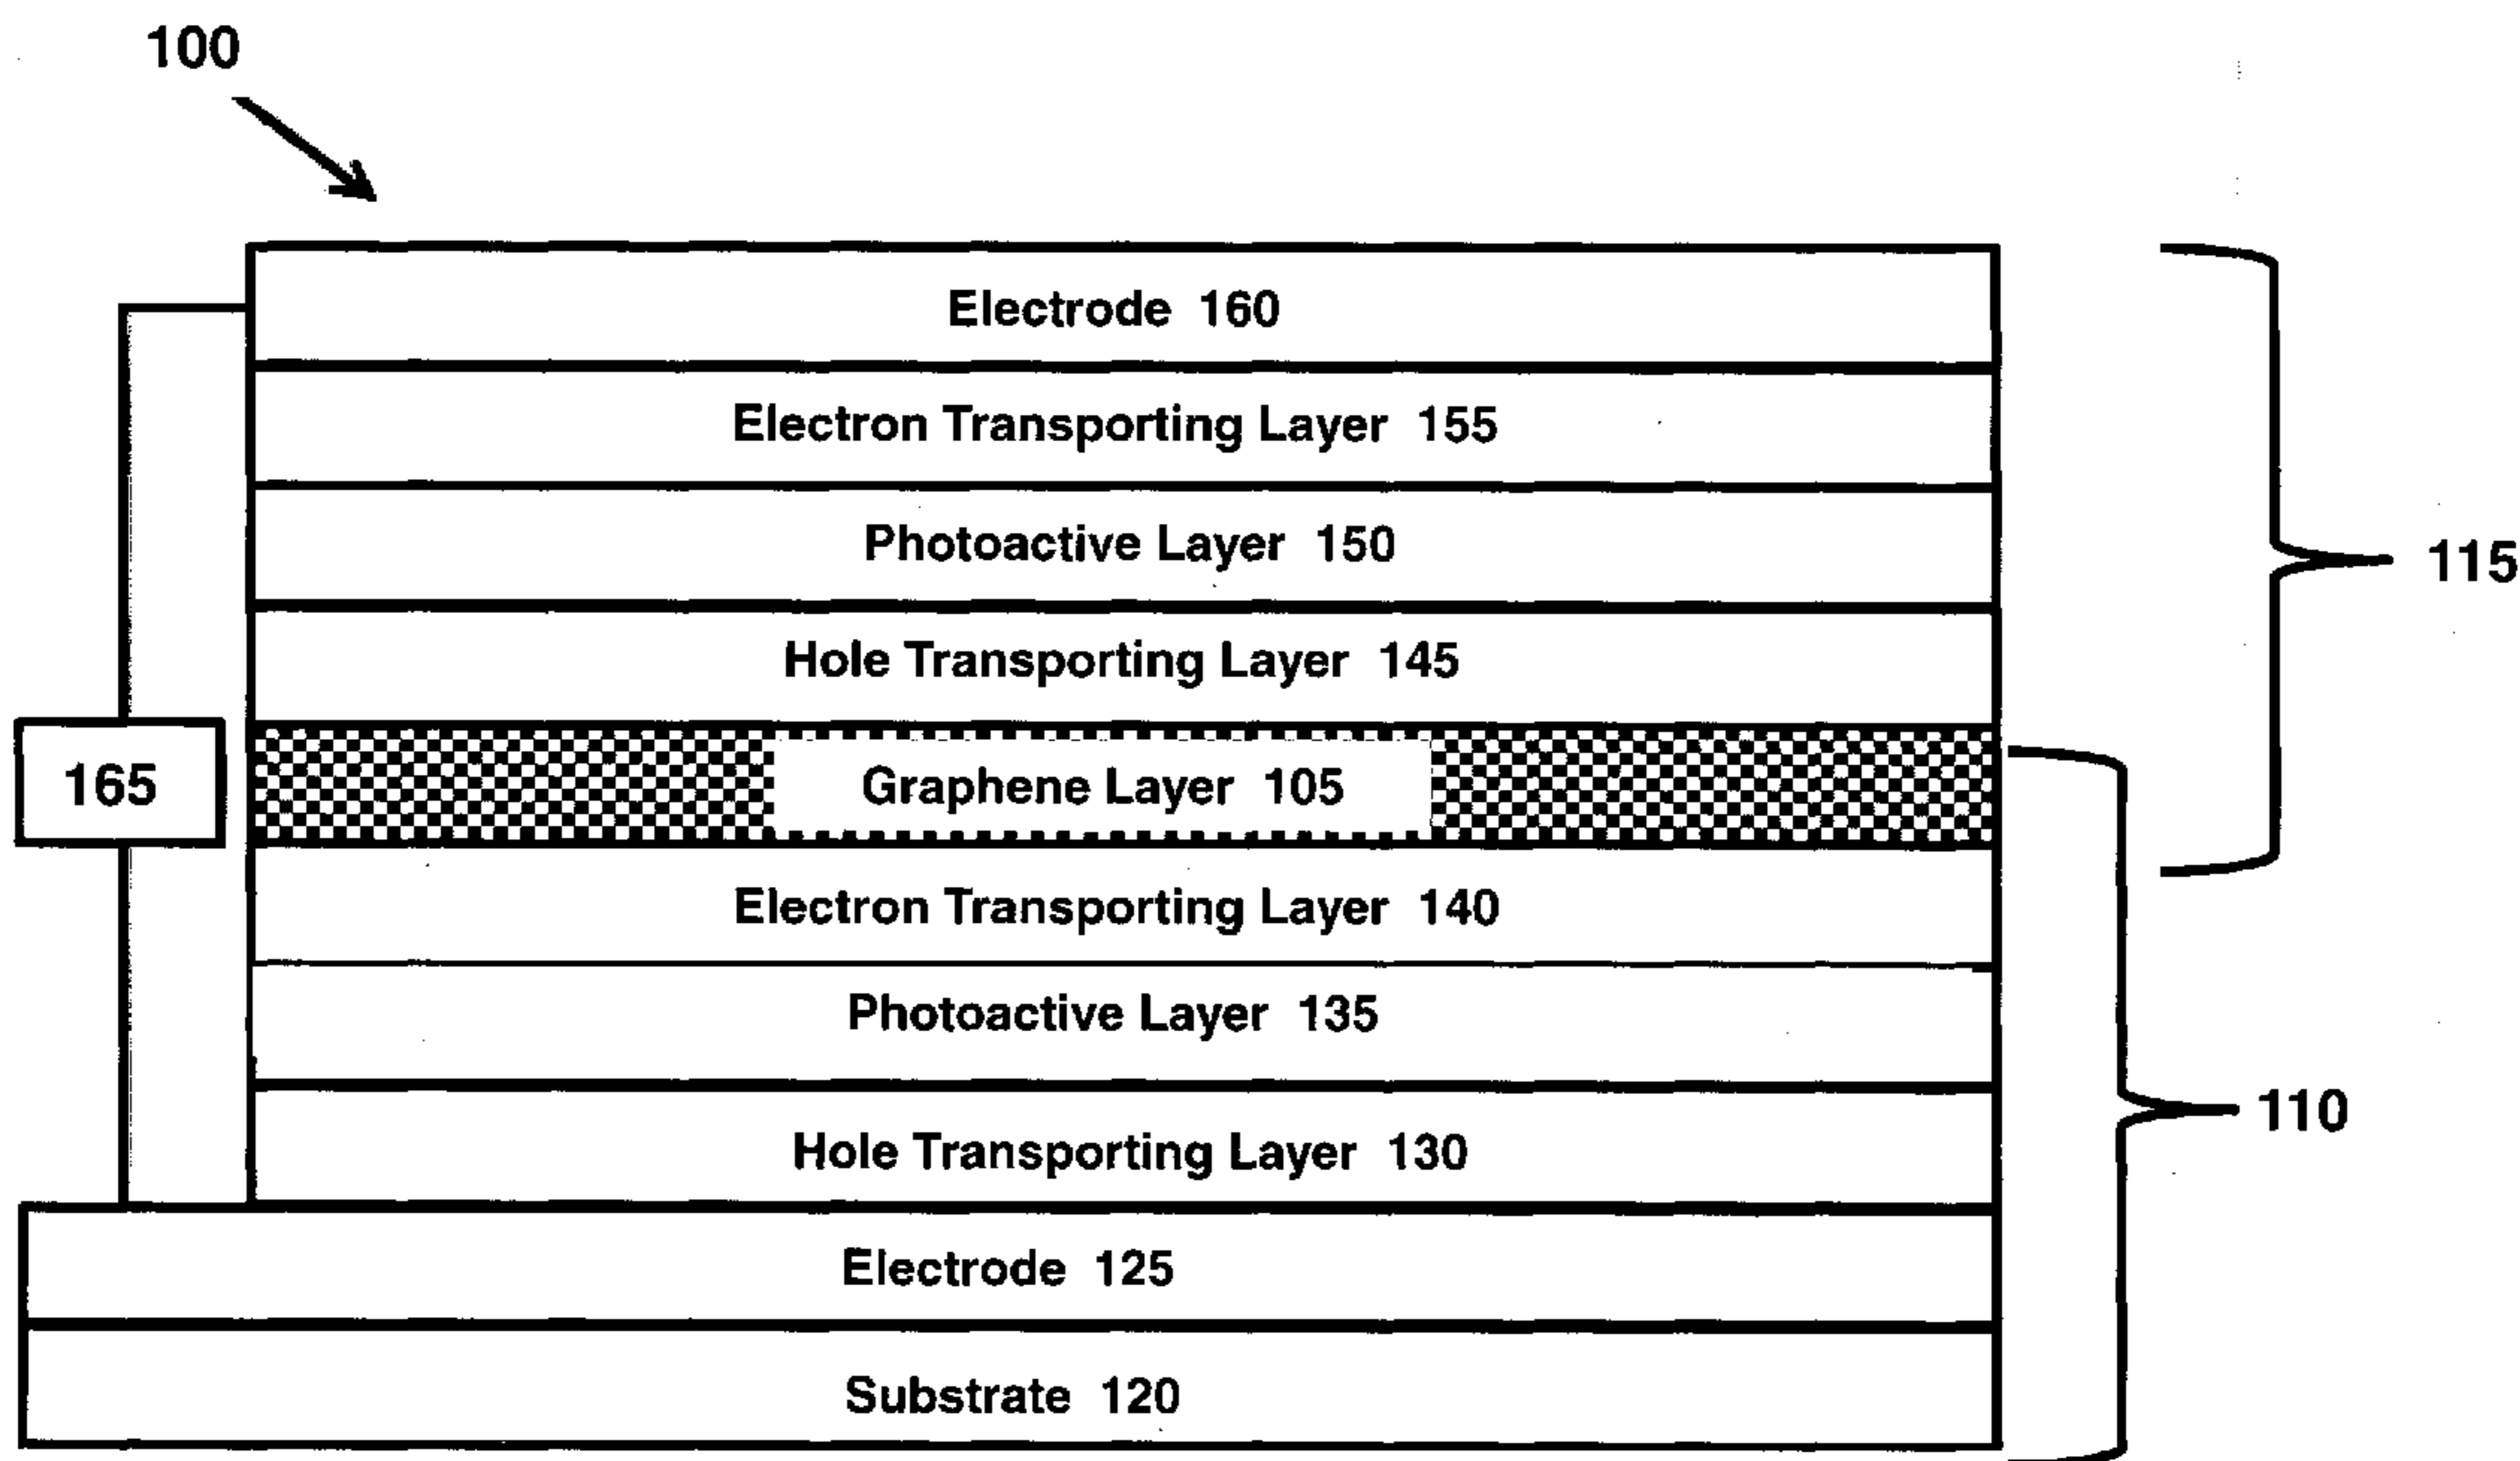 100
Electrode 160
Electron Transporting Layer 155
Photoactive Layer 150
115
Hole Transporting Layer 145
165
Graphene Layer 105
Electron Transporting Layer 140
Photoactive Layer 135
110
Hole Transporting Layer 130
Electrode 125
Substrate 120